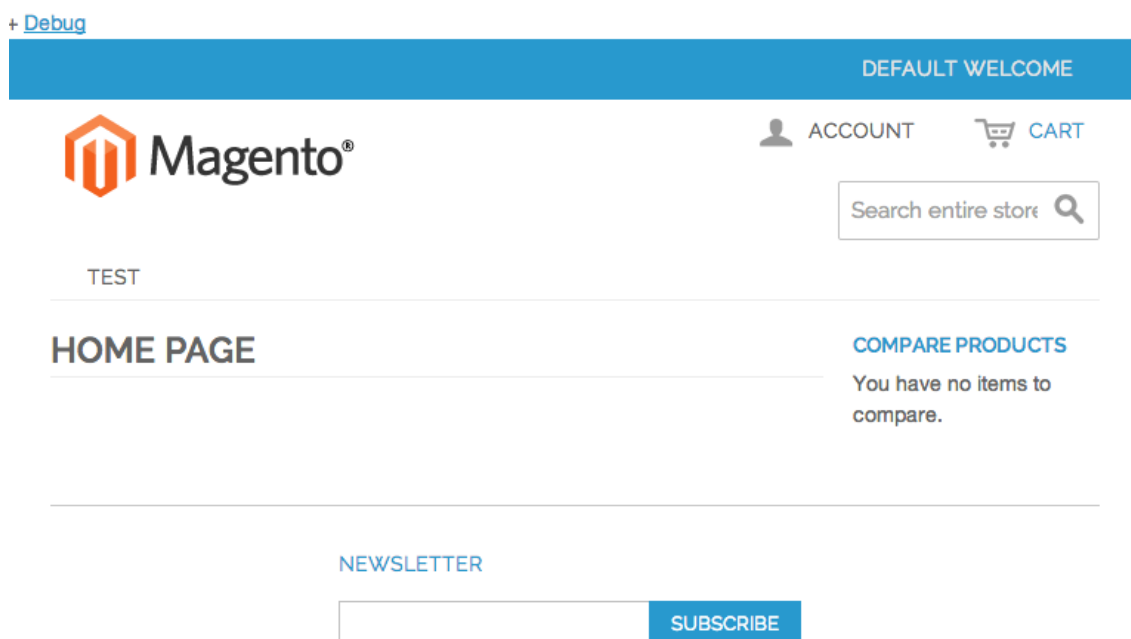 + Debug
DEFAULT WELCOME
Magento®
ACCOUNT
CART
Search entire store
TEST
HOME PAGE
COMPARE PRODUCTS
You have no items to
compare.
NEWSLETTER
SUBSCRIBE